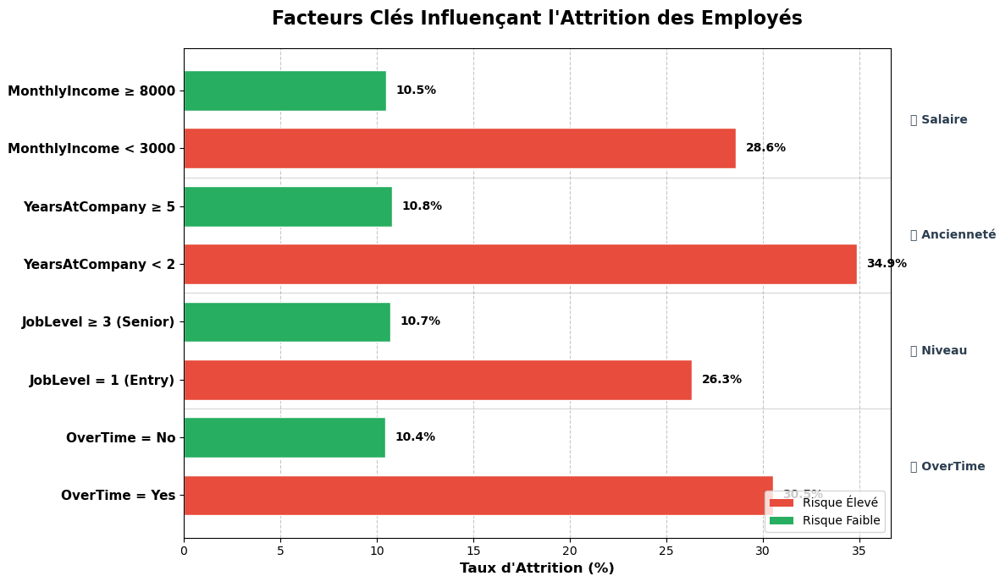 Facteurs Clés Influençant l'Attrition des Employés
MonthlyIncome ≥ 8000
10.5%
Salaire
MonthlyIncome < 3000
28.6%
YearsAtCompany ≥ 5
10.8%
Ancienneté
YearsAtCompany < 2
34.9%
JobLevel ≥ 3 (Senior)
10.7%
Niveau
JobLevel = 1 (Entry)
26.3%
OverTime = No
10.4%
OverTime
OverTime = Yes
30.5%
Risque Élevé
Risque Faible
0 5 10 15 20 25 30 35
Taux d'Attrition (%)